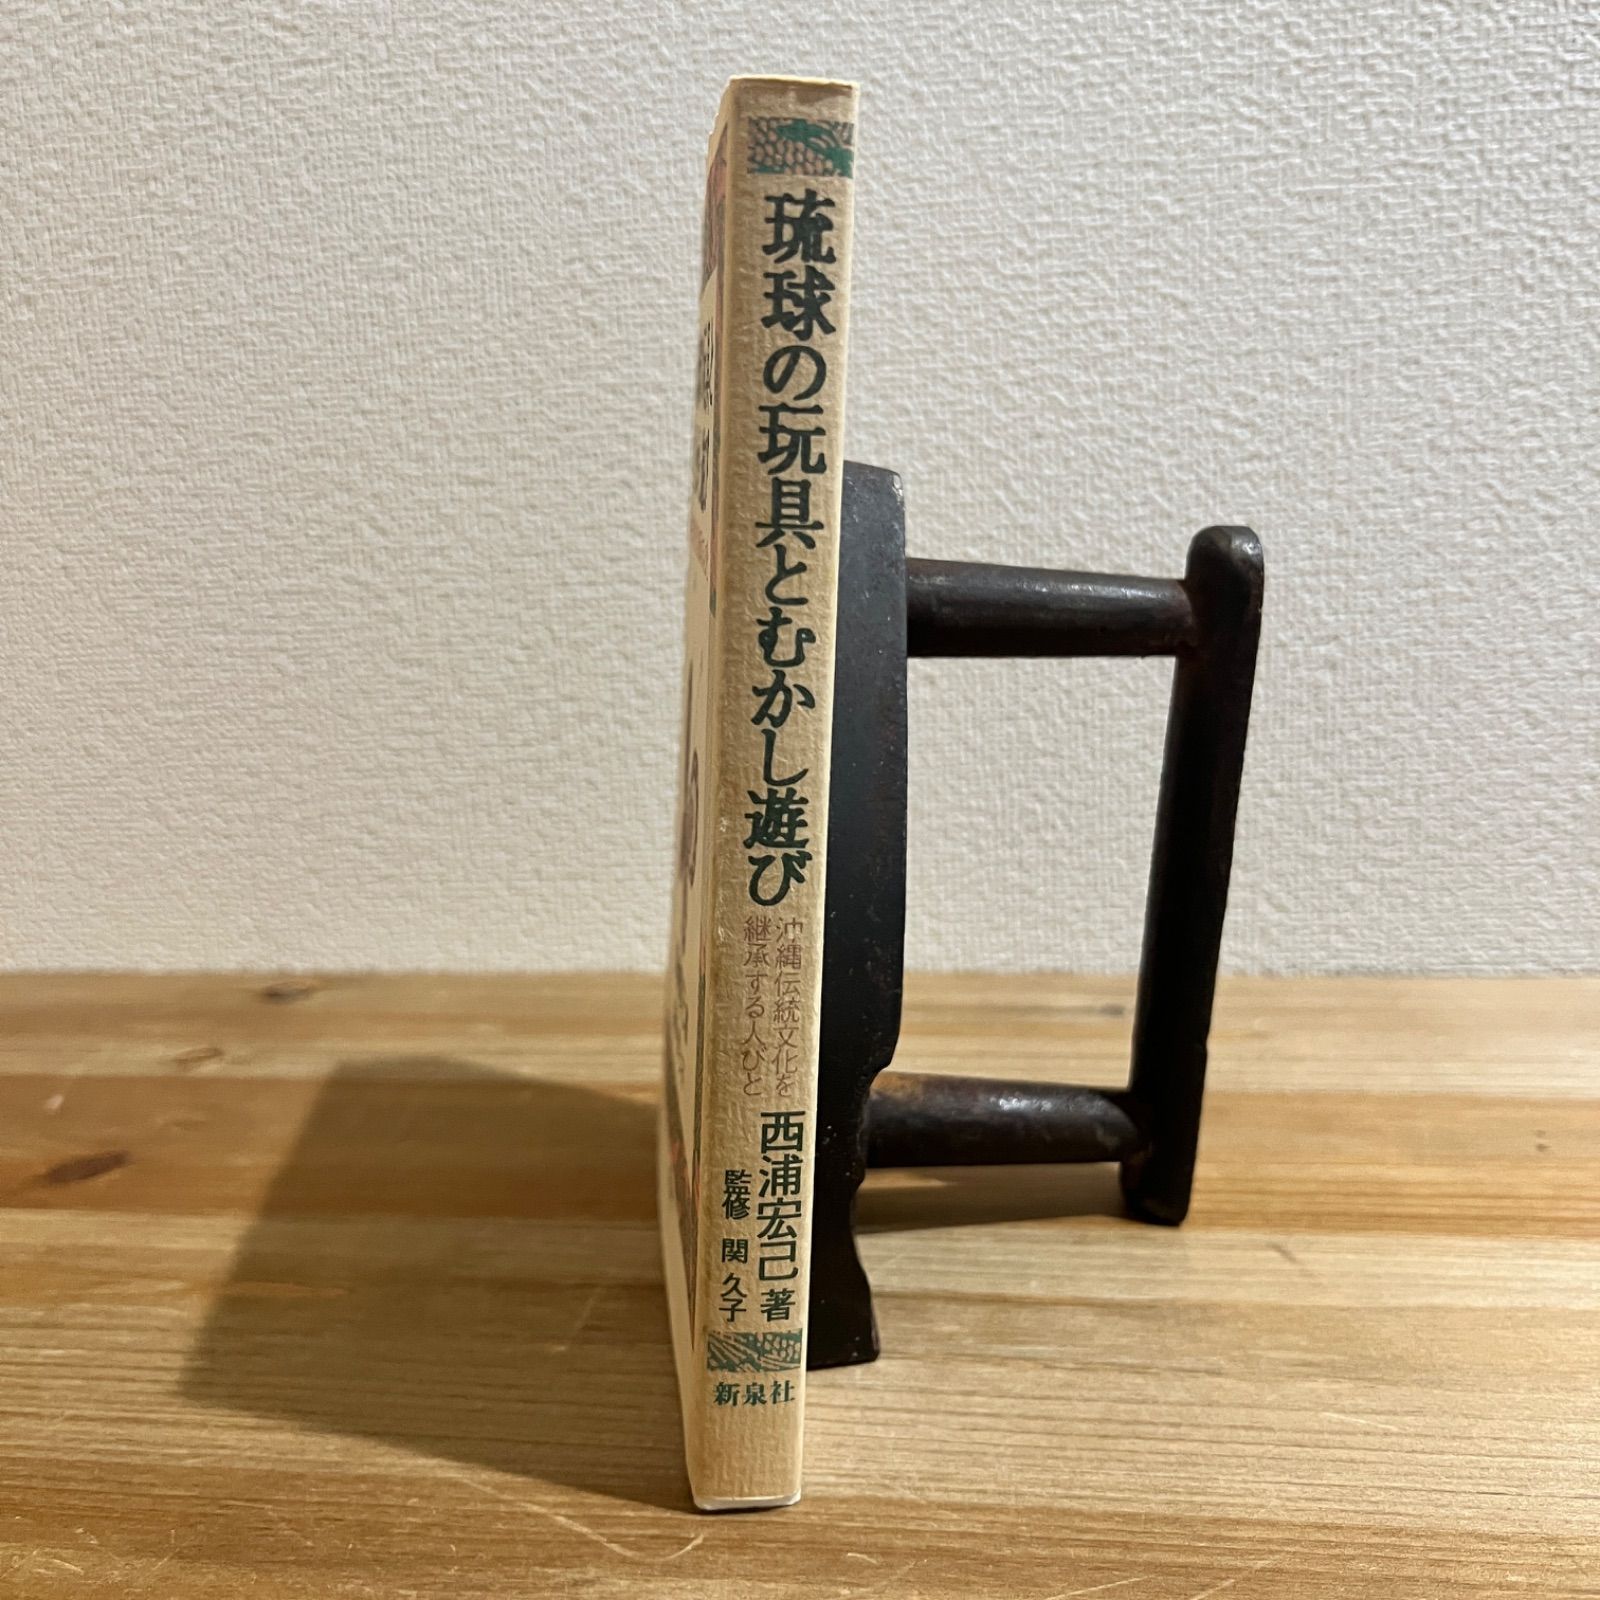 琉球の玩具とむかし遊び
沖縄伝統文化を
継承する人びと
西浦宏己 著
監修 関 久子
新泉社